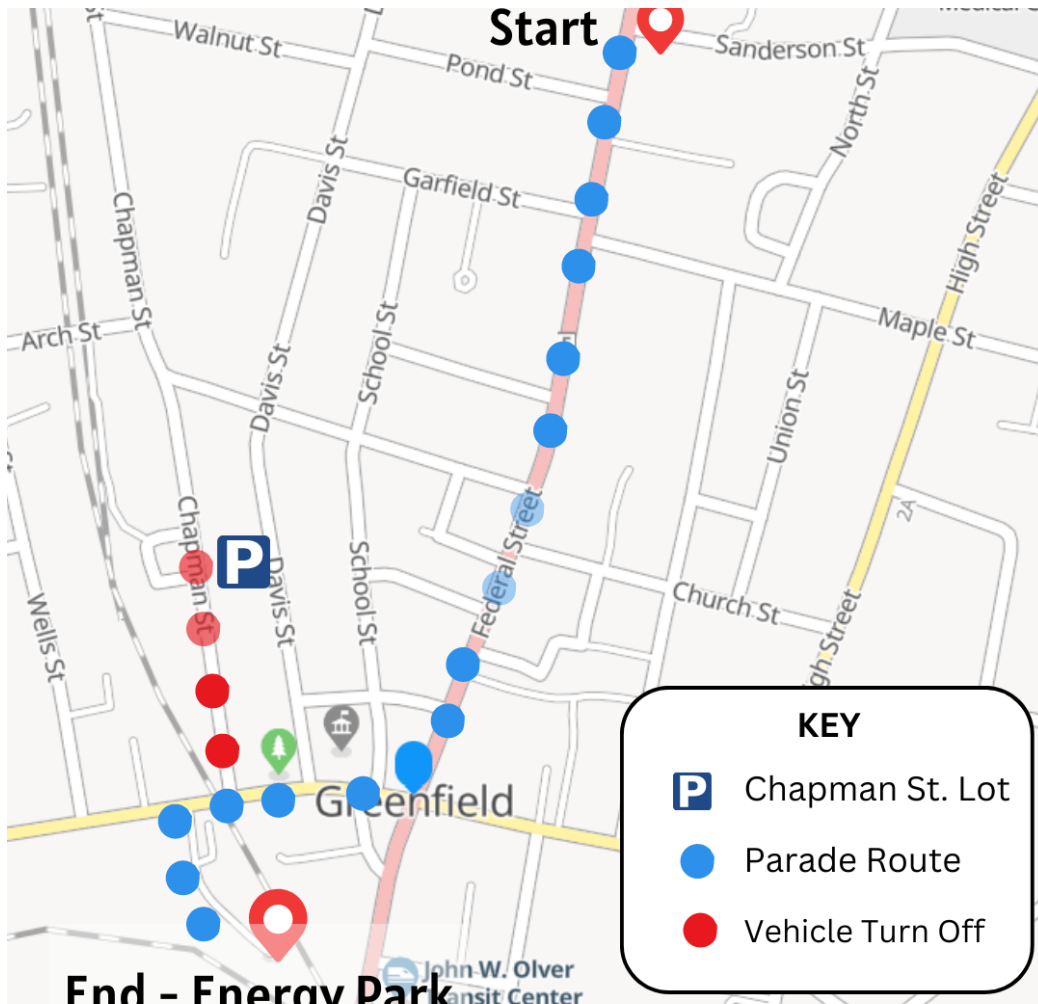 Start
Walnut St
Sanderson St
Pond St
North St
Davis St
Garfield St
High Street
Chapman St
Arch St
Maple St
School St
Davis St
Union St
Federal Street
2A
Chapman St
P
Davis St
School St
Church St
Wells St
KEY
P Chapman St. Lot
Parade Route
Vehicle Turn Off
Greenfield
John W. Olver
Transit Center
End - Energy Park